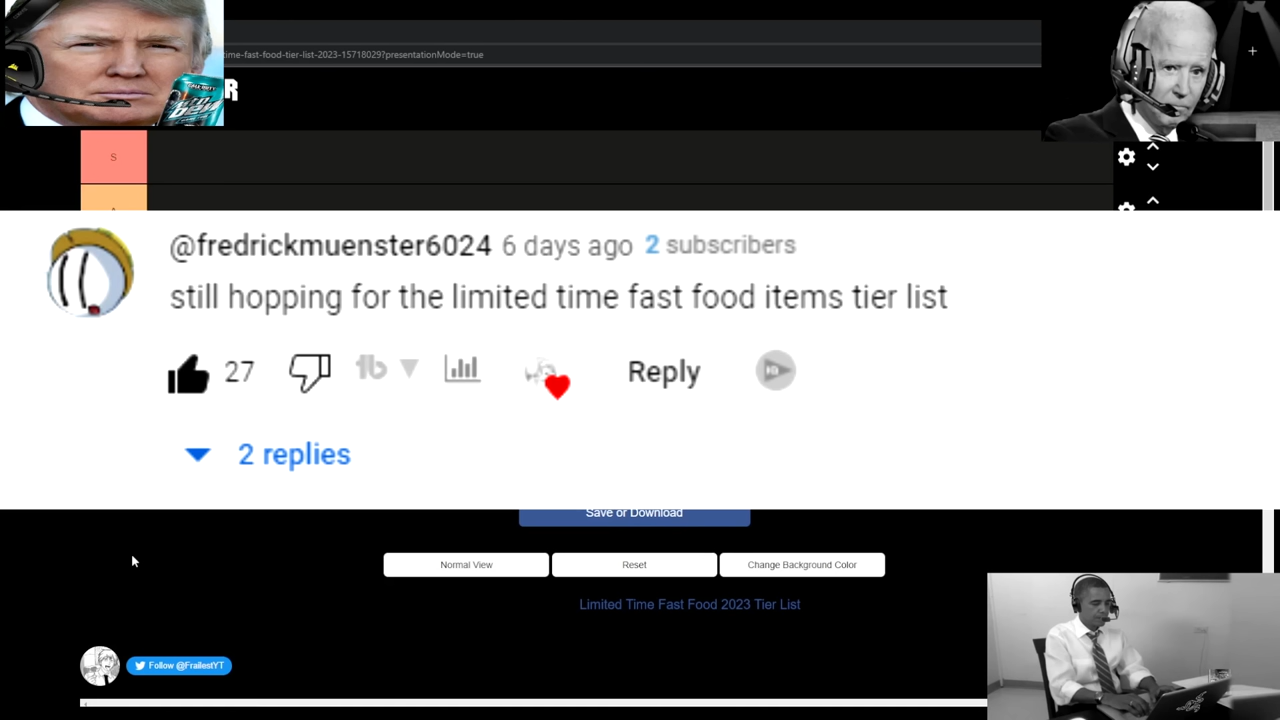 ime-fast-food-tier-list-2023-15718029?presentationMode=true
R
S
@fredrickmuenster6024 6 days ago 2 subscribers
still hopping for the limited time fast food items tier list
27
Reply
2 replies
Save or Download
Normal View
Reset
Change Background Color
Limited Time Fast Food 2023 Tier List
Follow @FrailestYT